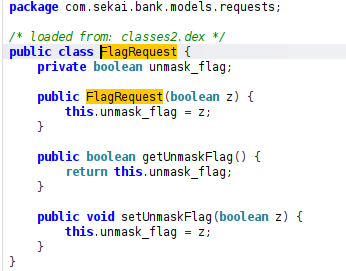 package com.sekai.bank.models.requests;
/* loaded from: classes2.dex */
public class FlagRequest {
private boolean unmask_flag;
public FlagRequest(boolean z) {
this.unmask_flag = z;
}
public boolean getUnmaskFlag() {
return this.unmask_flag;
}
public void setUnmaskFlag(boolean z) {
this.unmask_flag = z;
}
}